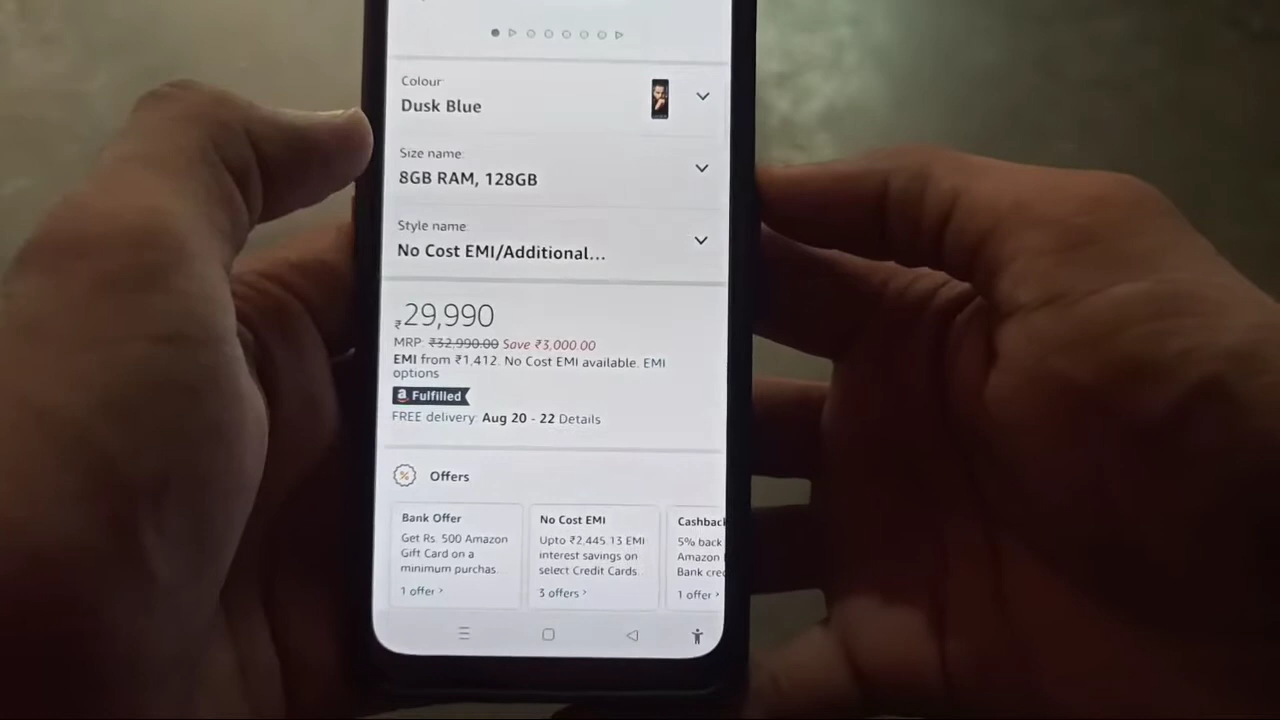 Colour:
Dusk Blue
Size name:
8GB RAM, 128GB
Style name:
No Cost EMI/Additional...
₹29,990
MRP: ₹32,990.00 Save ₹3,000.00
EMI from ₹1,412. No Cost EMI available. EMI
options
a Fulfilled
FREE delivery: Aug 20 - 22 Details
% Offers
Bank Offer
Get Rs. 500 Amazon
Gift Card on a
minimum purchas.
1 offer ›
No Cost EMI
Upto ₹2,445.13 EMI
interest savings on
select Credit Cards.
3 offers ›
Cashback
5% back
Amazon
Bank cred
1 offer ›